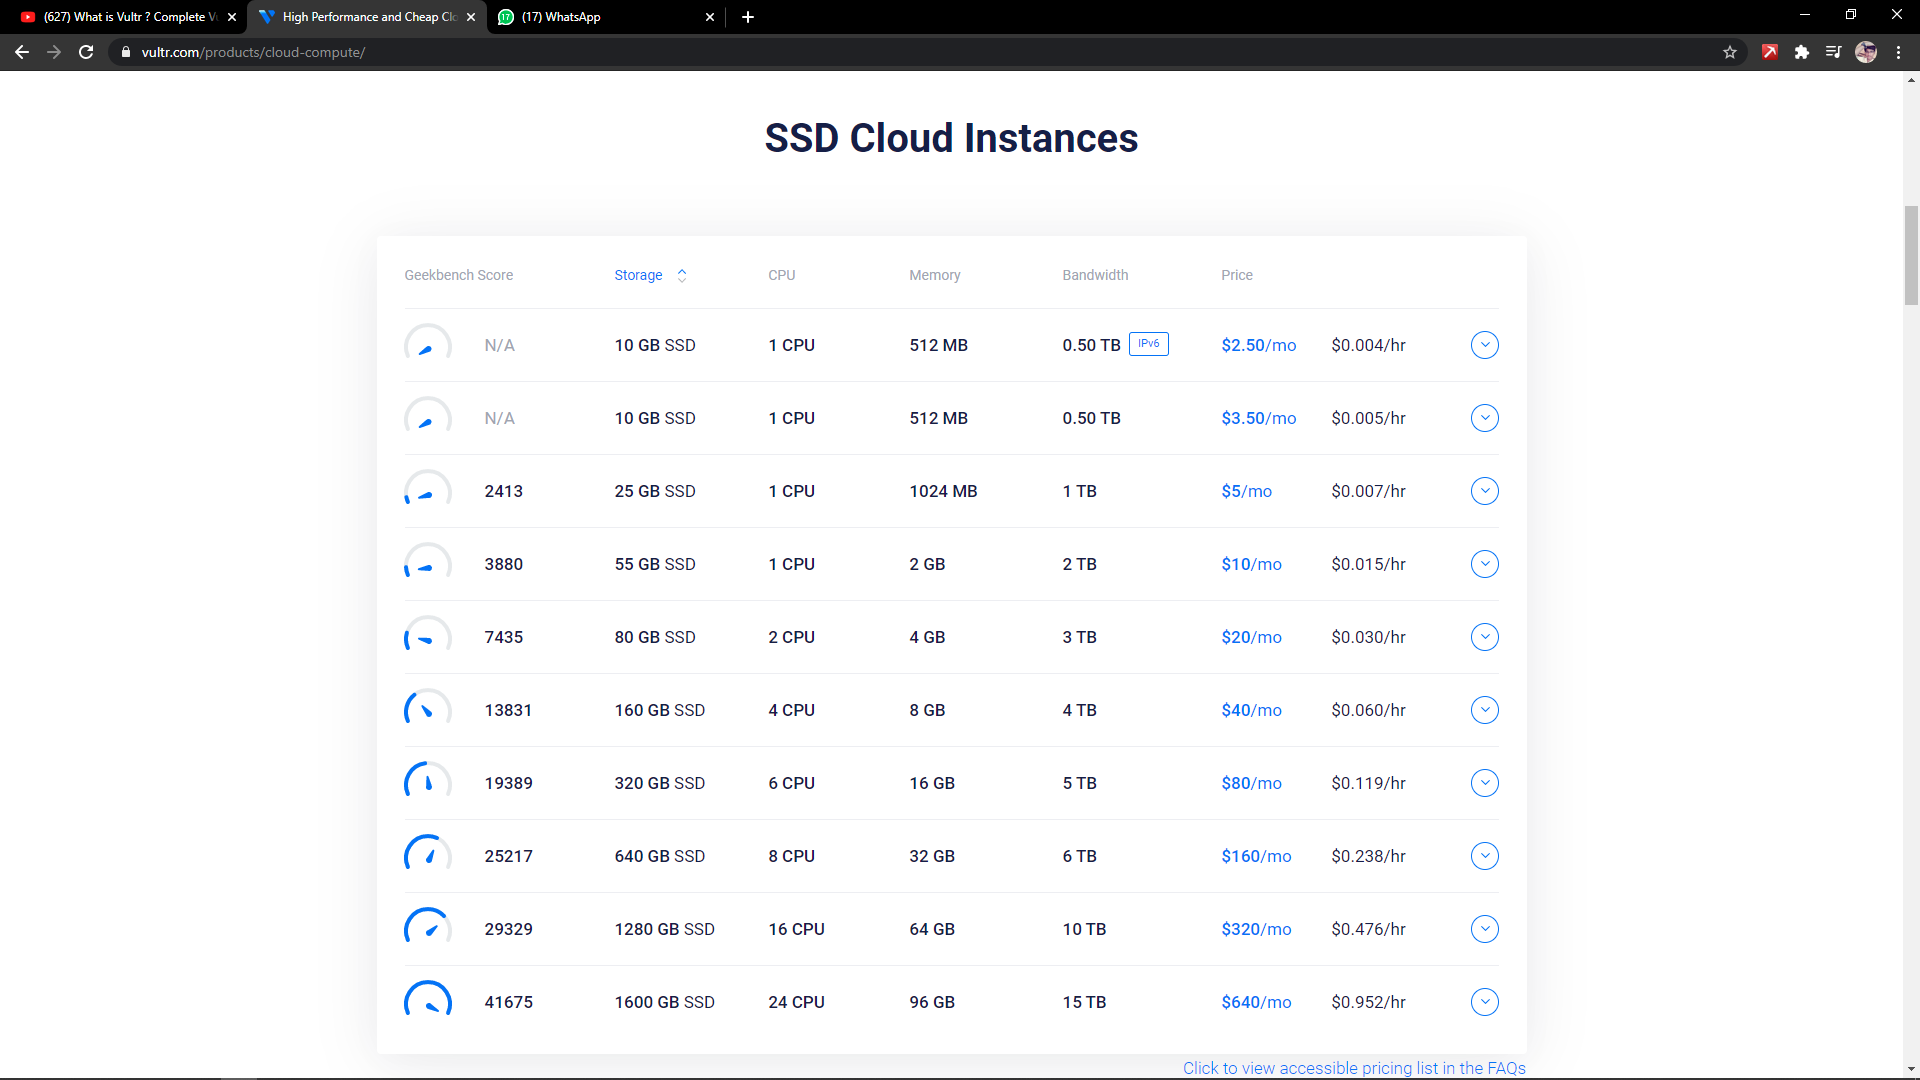 (627) What is Vultr ? Complete Vu
High Performance and Cheap Clo
17
(17) WhatsApp
vultr.com/products/cloud-compute/
SSD Cloud Instances
Geekbench Score Storage CPU Memory Bandwidth Price
N/A 10 GB SSD 1 CPU 512 MB 0.50 TB IPv6 $2.50/mo $0.004/hr
N/A 10 GB SSD 1 CPU 512 MB 0.50 TB $3.50/mo $0.005/hr
2413 25 GB SSD 1 CPU 1024 MB 1 TB $5/mo $0.007/hr
3880 55 GB SSD 1 CPU 2 GB 2 TB $10/mo $0.015/hr
7435 80 GB SSD 2 CPU 4 GB 3 TB $20/mo $0.030/hr
13831 160 GB SSD 4 CPU 8 GB 4 TB $40/mo $0.060/hr
19389 320 GB SSD 6 CPU 16 GB 5 TB $80/mo $0.119/hr
25217 640 GB SSD 8 CPU 32 GB 6 TB $160/mo $0.238/hr
29329 1280 GB SSD 16 CPU 64 GB 10 TB $320/mo $0.476/hr
41675 1600 GB SSD 24 CPU 96 GB 15 TB $640/mo $0.952/hr
Click to view accessible pricing list in the FAQs